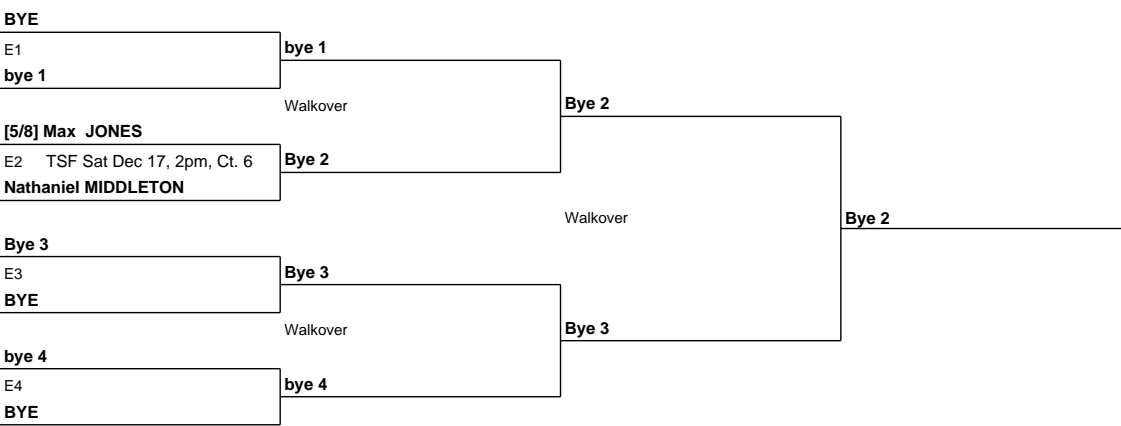 BYE
E1
bye 1
bye 1
Walkover
Bye 2
[5/8] Max  JONES
E2 TSF Sat Dec 17, 2pm, Ct. 6
Bye 2
Nathaniel MIDDLETON
Walkover
Bye 2
Bye 3
E3
Bye 3
BYE
Walkover
Bye 3
bye 4
E4
bye 4
BYE